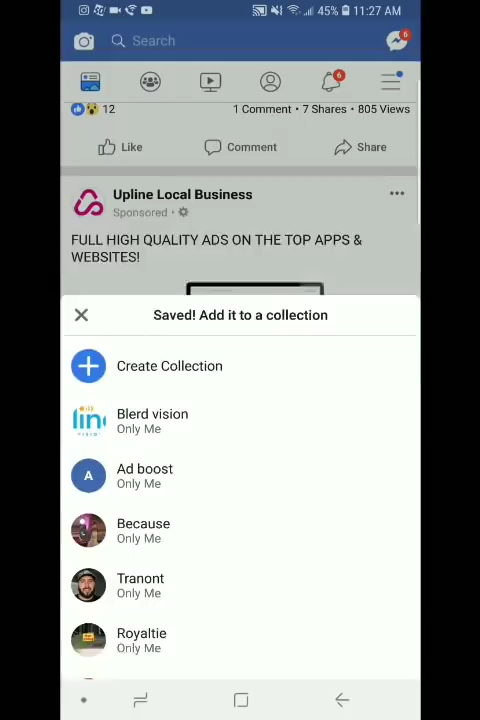 45% 11:27 AM
Search
6
6
12
1 Comment • 7 Shares • 805 Views
Like
Comment
Share
Upline Local Business
Sponsored •
FULL HIGH QUALITY ADS ON THE TOP APPS &
WEBSITES!
Saved! Add it to a collection
Create Collection
Blerd vision
Only Me
A
Ad boost
Only Me
Because
Only Me
Tranont
Only Me
Royaltie
Only Me